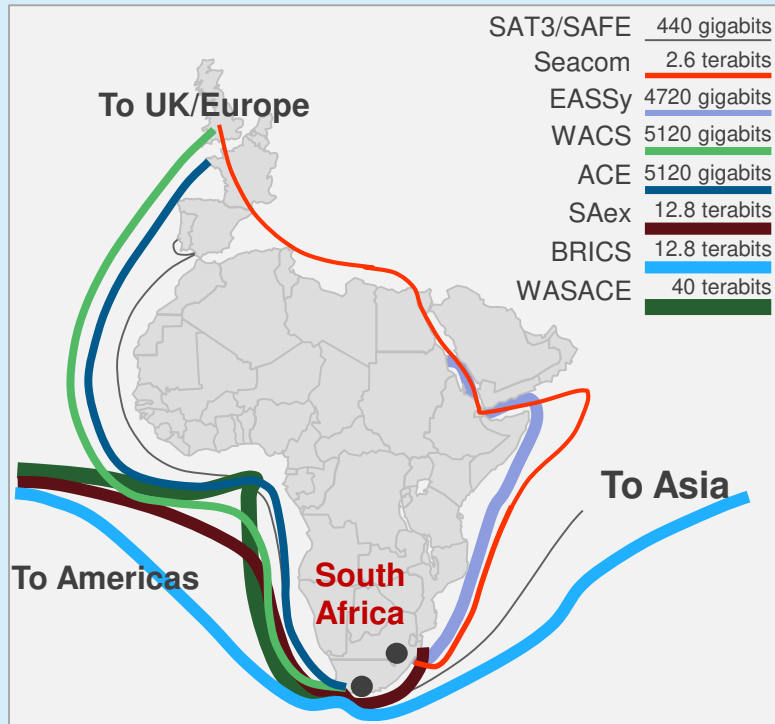 SAT3/SAFE 440 gigabits
Seacom 2.6 terabits
EASSy 4720 gigabits
WACS 5120 gigabits
ACE 5120 gigabits
SAex 12.8 terabits
BRICS 12.8 terabits
WASACE 40 terabits
To UK/Europe
To Asia
To Americas
South
Africa